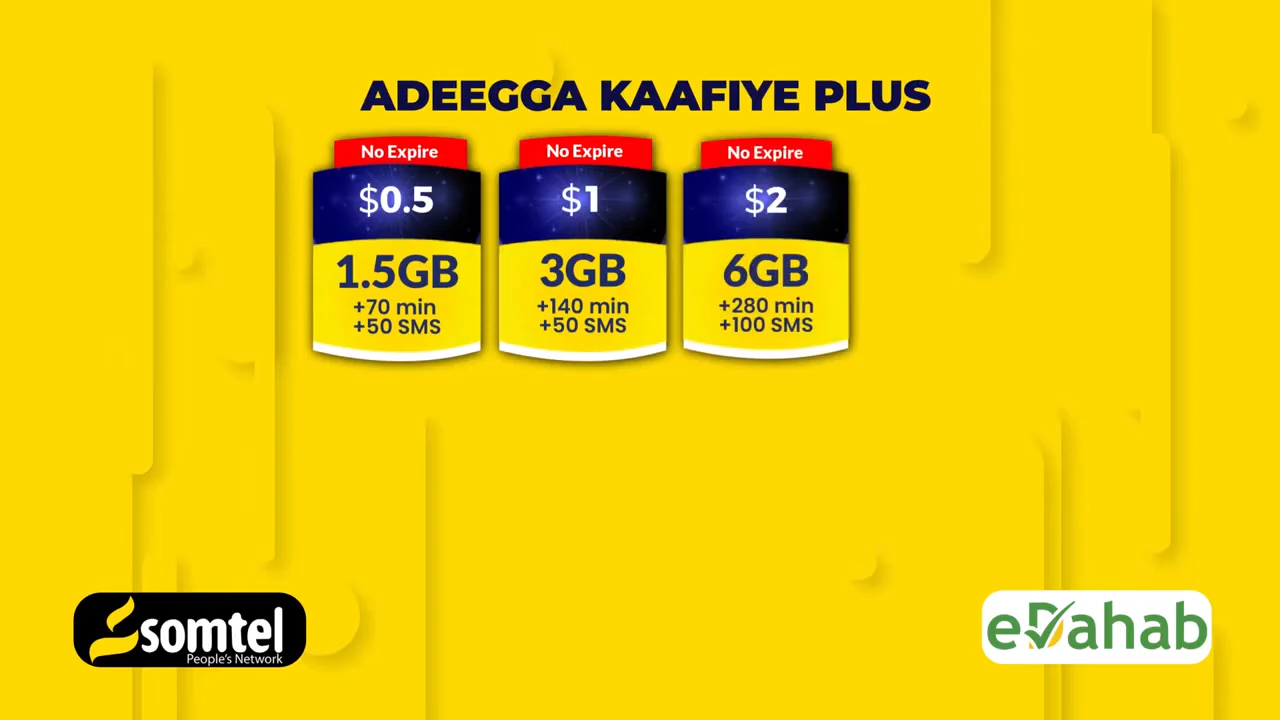 ADEEGGA KAAFIYE PLUS
No Expire
$0.5
1.5GB
+70 min
+50 SMS
No Expire
$1
3GB
+140 min
+50 SMS
No Expire
$2
6GB
+280 min
+100 SMS
somtel
People's Network
eDahab